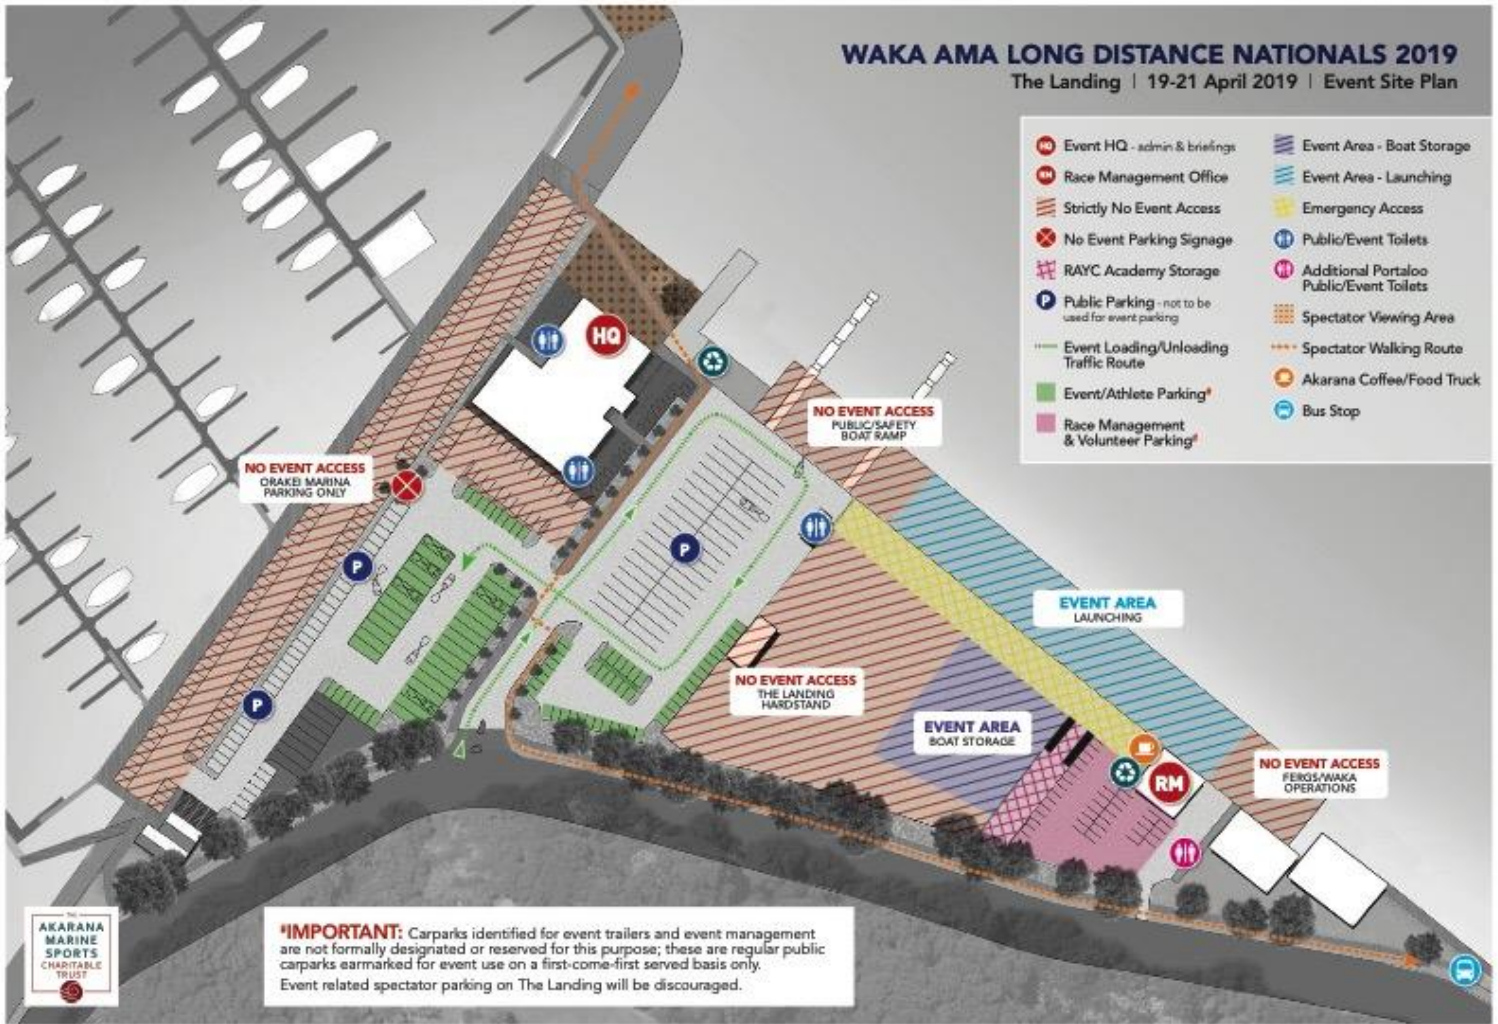 WAKA AMA LONG DISTANCE NATIONALS 2019
The Landing | 19-21 April 2019 | Event Site Plan
HQ Event HQ - admin & briefings
RM Race Management Office
Strictly No Event Access
No Event Parking Signage
RAYC Academy Storage
P Public Parking - not to be
used for event parking
Event Loading/Unloading
Traffic Route
Event/Athlete Parking#
Race Management
& Volunteer Parking#
Event Area - Boat Storage
Event Area - Launching
Emergency Access
Public/Event Toilets
Additional Portaloo
Public/Event Toilets
Spectator Viewing Area
Spectator Walking Route
Akarana Coffee/Food Truck
Bus Stop
HQ
NO EVENT ACCESS
PUBLIC/SAFETY
BOAT RAMP
NO EVENT ACCESS
ORAKEI MARINA
PARKING ONLY
P
P
P
EVENT AREA
LAUNCHING
NO EVENT ACCESS
THE LANDING
HARDSTAND
EVENT AREA
BOAT STORAGE
RM
NO EVENT ACCESS
FERGS/WAKA
OPERATIONS
THE
AKARANA
MARINE
SPORTS
CHARITABLE
TRUST
#IMPORTANT: Carparks identified for event trailers and event management
are not formally designated or reserved for this purpose; these are regular public
carparks earmarked for event use on a first-come-first served basis only.
Event related spectator parking on The Landing will be discouraged.